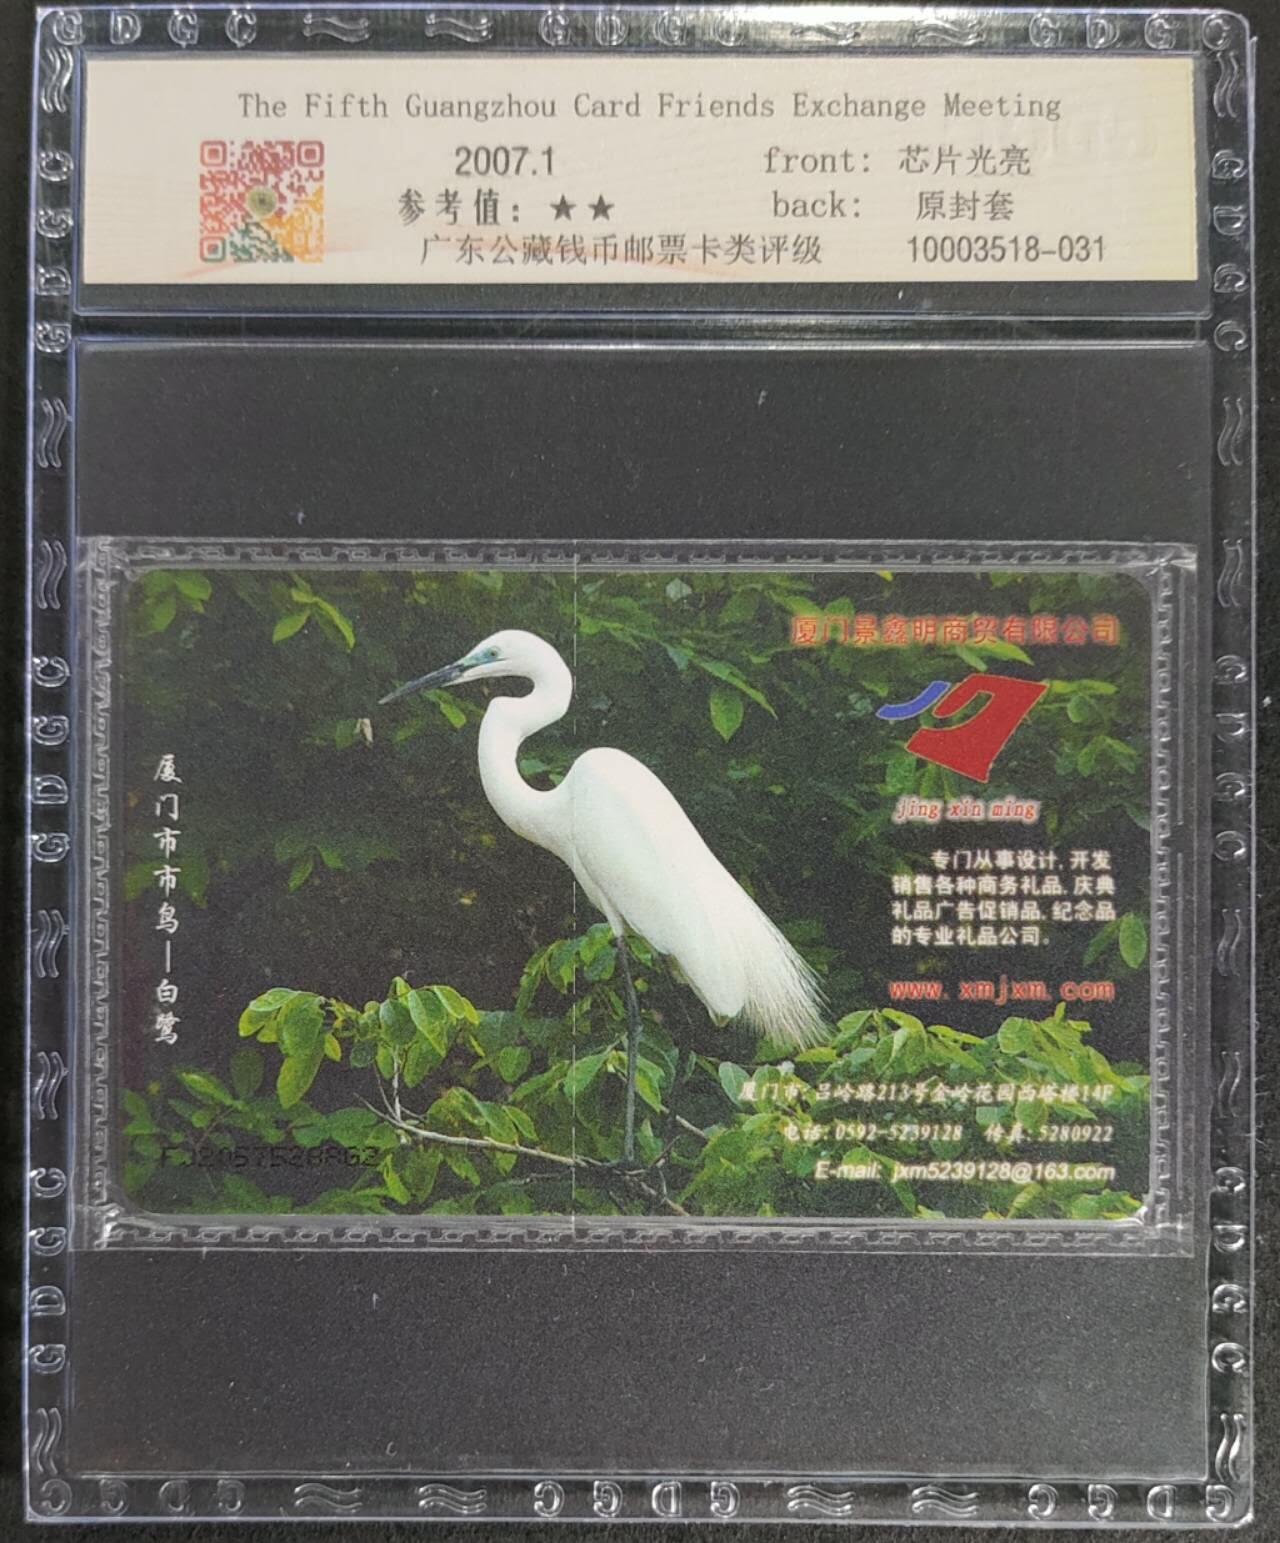 The Fifth Guangzhou Card Friends Exchange Meeting
2007.1
front: 芯片光亮
参考值: ★★
back: 原封套
广东公藏钱币邮票卡类评级
10003518-031
厦门景鑫明商贸有限公司
jing xin ming
厦门市市鸟—白鹭
专门从事设计.开发
销售各种商务礼品.庆典
礼品广告促销品.纪念品
的专业礼品公司。
www.xmjxm.com
厦门市:吕岭路213号金岭花园西塔楼14F
电话:0592-5239128 传真:5280922
E-mail: jxm5239128@163.com
GDGC